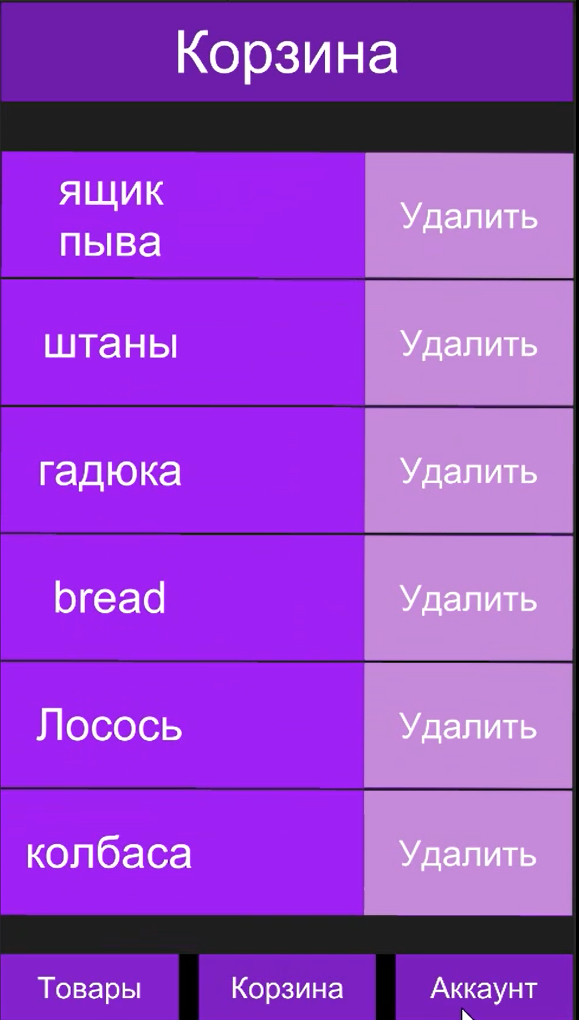 Корзина
ящик
пыва
Удалить
штаны
Удалить
гадюка
Удалить
bread
Удалить
Лосось
Удалить
колбаса
Удалить
Товары
Корзина
Аккаунт